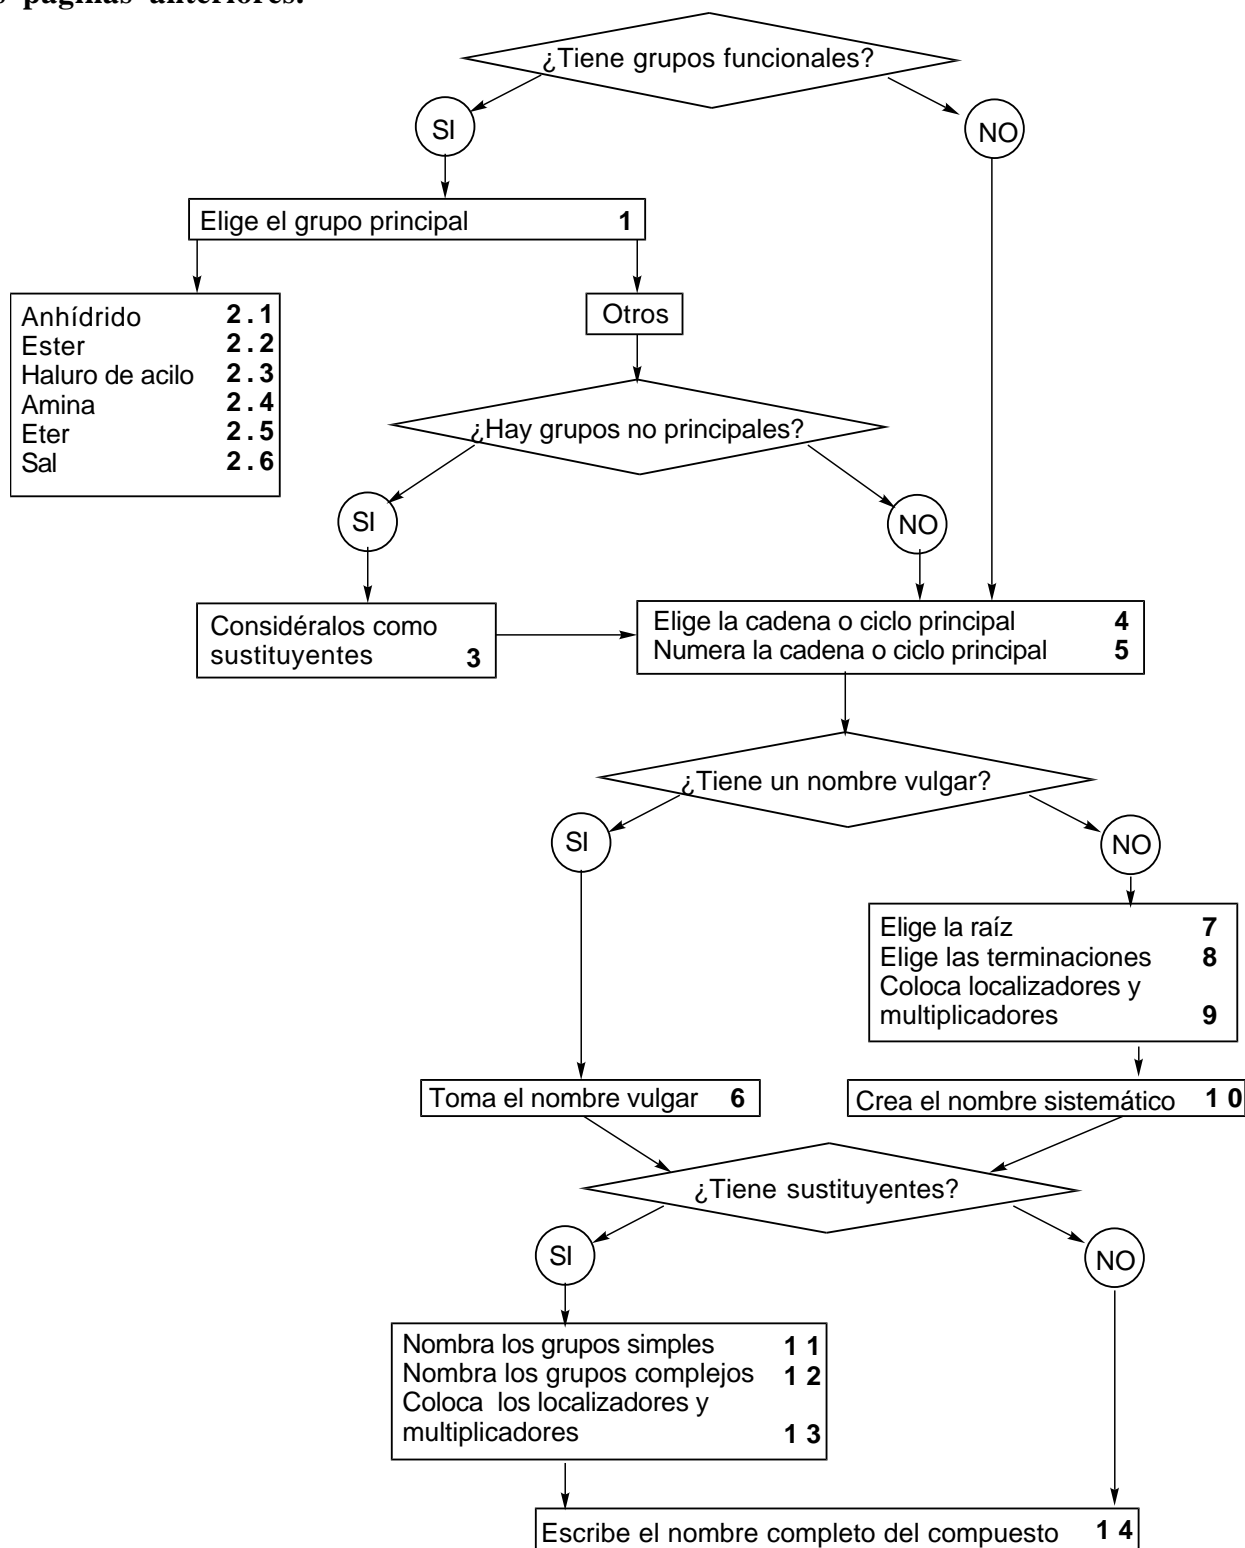 páginas anteriores.
¿Tiene grupos funcionales?
SI
NO
Elige el grupo principal 1
Anhídrido 2.1
Ester 2.2
Haluro de acilo 2.3
Amina 2.4
Eter 2.5
Sal 2.6
Otros
¿Hay grupos no principales?
SI
NO
Considéralos como
sustituyentes 3
Elige la cadena o ciclo principal 4
Numera la cadena o ciclo principal 5
¿Tiene un nombre vulgar?
SI
NO
Elige la raíz 7
Elige las terminaciones 8
Coloca localizadores y
multiplicadores 9
Toma el nombre vulgar 6
Crea el nombre sistemático 10
¿Tiene sustituyentes?
SI
NO
Nombra los grupos simples 11
Nombra los grupos complejos 12
Coloca los localizadores y
multiplicadores 13
Escribe el nombre completo del compuesto 14